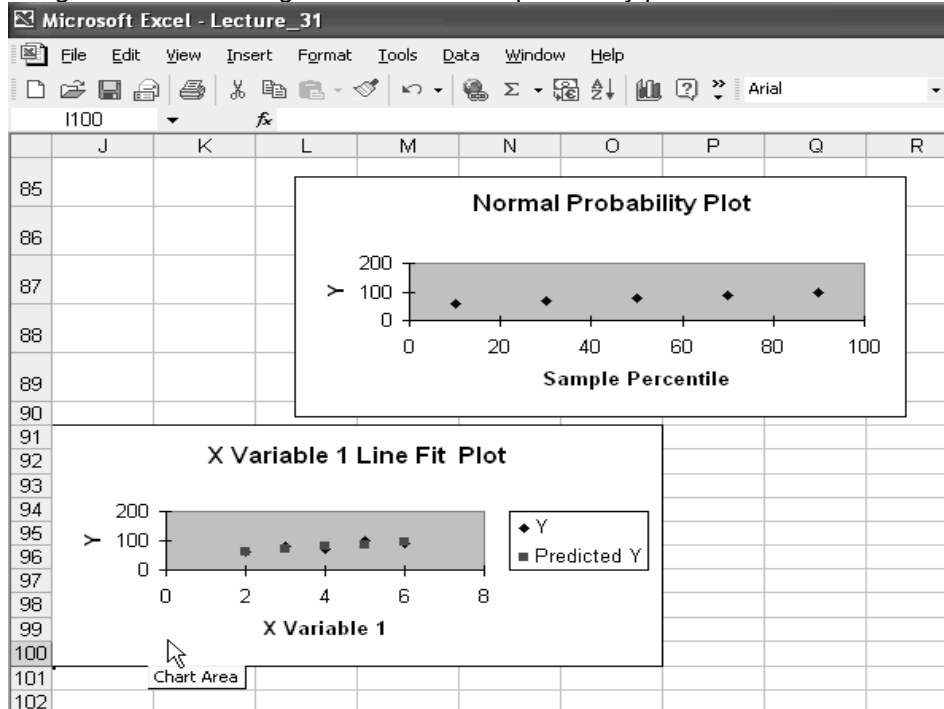 Microsoft Excel - Lecture_31
File Edit View Insert Format Tools Data Window Help
Σ Arial
I100 fx
J K L M N O P Q R
85
86
87
88
89
90
91
92
93
94
95
96
97
98
99
100
101
102
Normal Probability Plot
200
100
0
Y
0 20 40 60 80 100
Sample Percentile
X Variable 1 Line Fit Plot
200
100
0
Y
0 2 4 6 8
X Variable 1
Y
Predicted Y
Chart Area